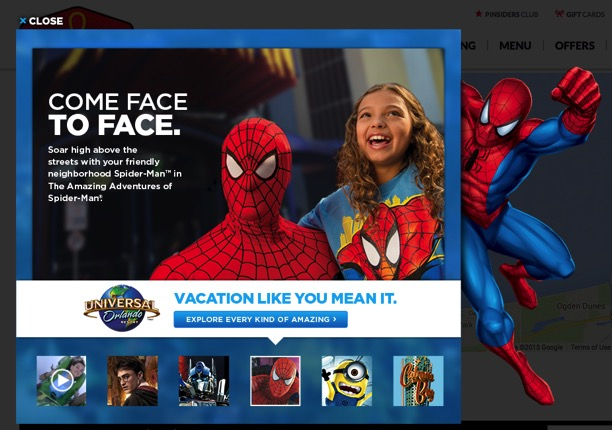 × CLOSE
PINSIDERS CLUB
GIFT CARDS
NG
MENU
OFFERS
COME FACE
TO FACE.
Soar high above the
streets with your friendly
neighborhood Spider-Man™ in
The Amazing Adventures of
Spider-Man®.
UNIVERSAL
Orlando
RESORT
VACATION LIKE YOU MEAN IT.
EXPLORE EVERY KIND OF AMAZING ›
Ogden Dunes
©2015 Google
Terms of Use